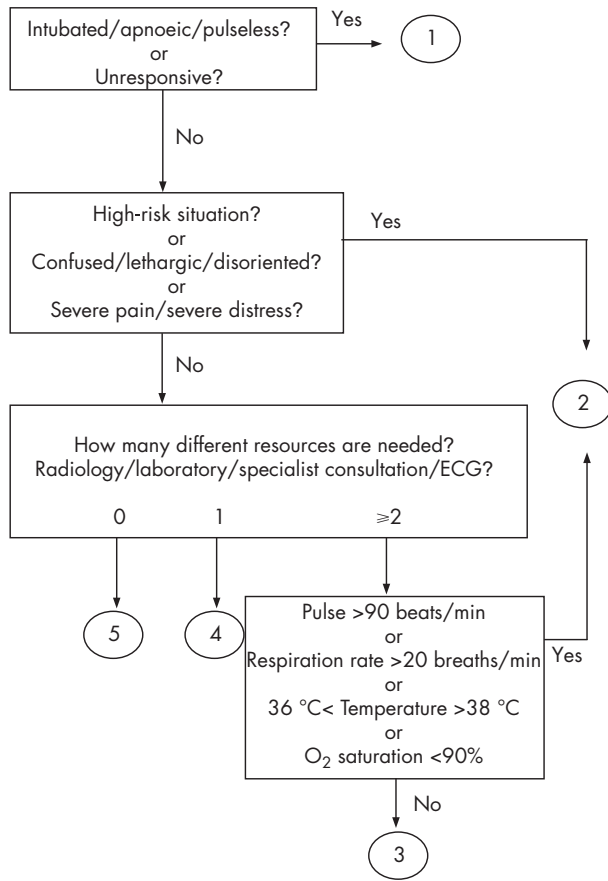 Intubated/apnoeic/pulseless?
or
Unresponsive?
Yes
1
No
High-risk situation?
or
Confused/lethargic/disoriented?
or
Severe pain/severe distress?
Yes
No
2
How many different resources are needed?
Radiology/laboratory/specialist consultation/ECG?
0 1 ⩾2
5 4
Pulse >90 beats/min
or
Respiration rate >20 breaths/min
or
36 °C< Temperature >38 °C
or
O₂ saturation <90%
Yes
No
3